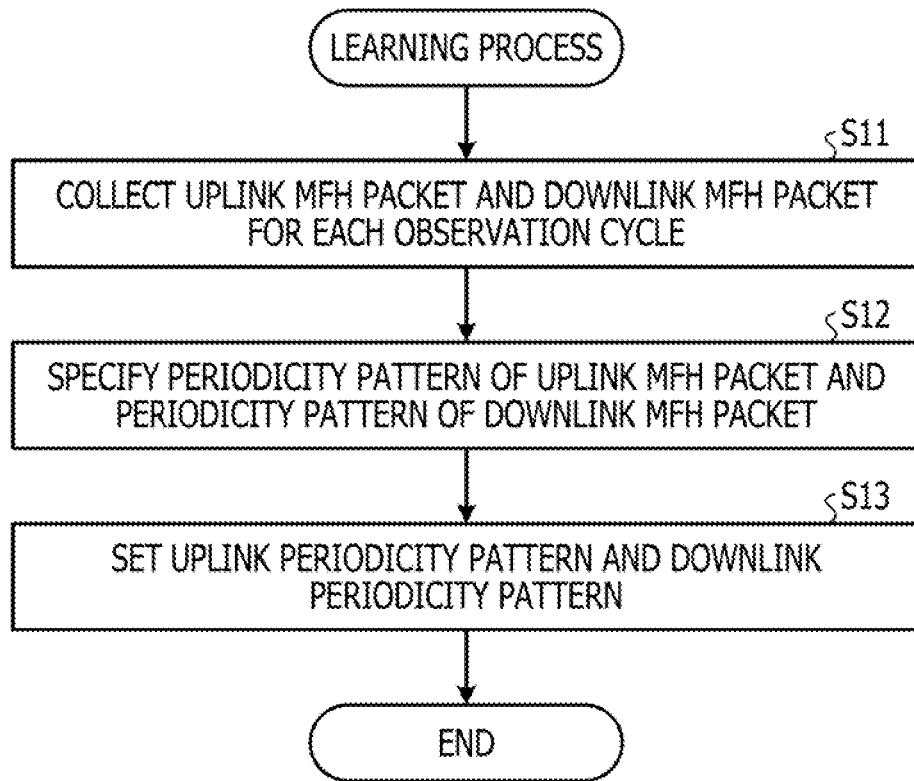 LEARNING PROCESS
S11
COLLECT UPLINK MFH PACKET AND DOWNLINK MFH PACKET
FOR EACH OBSERVATION CYCLE
S12
SPECIFY PERIODICITY PATTERN OF UPLINK MFH PACKET AND
PERIODICITY PATTERN OF DOWNLINK MFH PACKET
S13
SET UPLINK PERIODICITY PATTERN AND DOWNLINK
PERIODICITY PATTERN
END